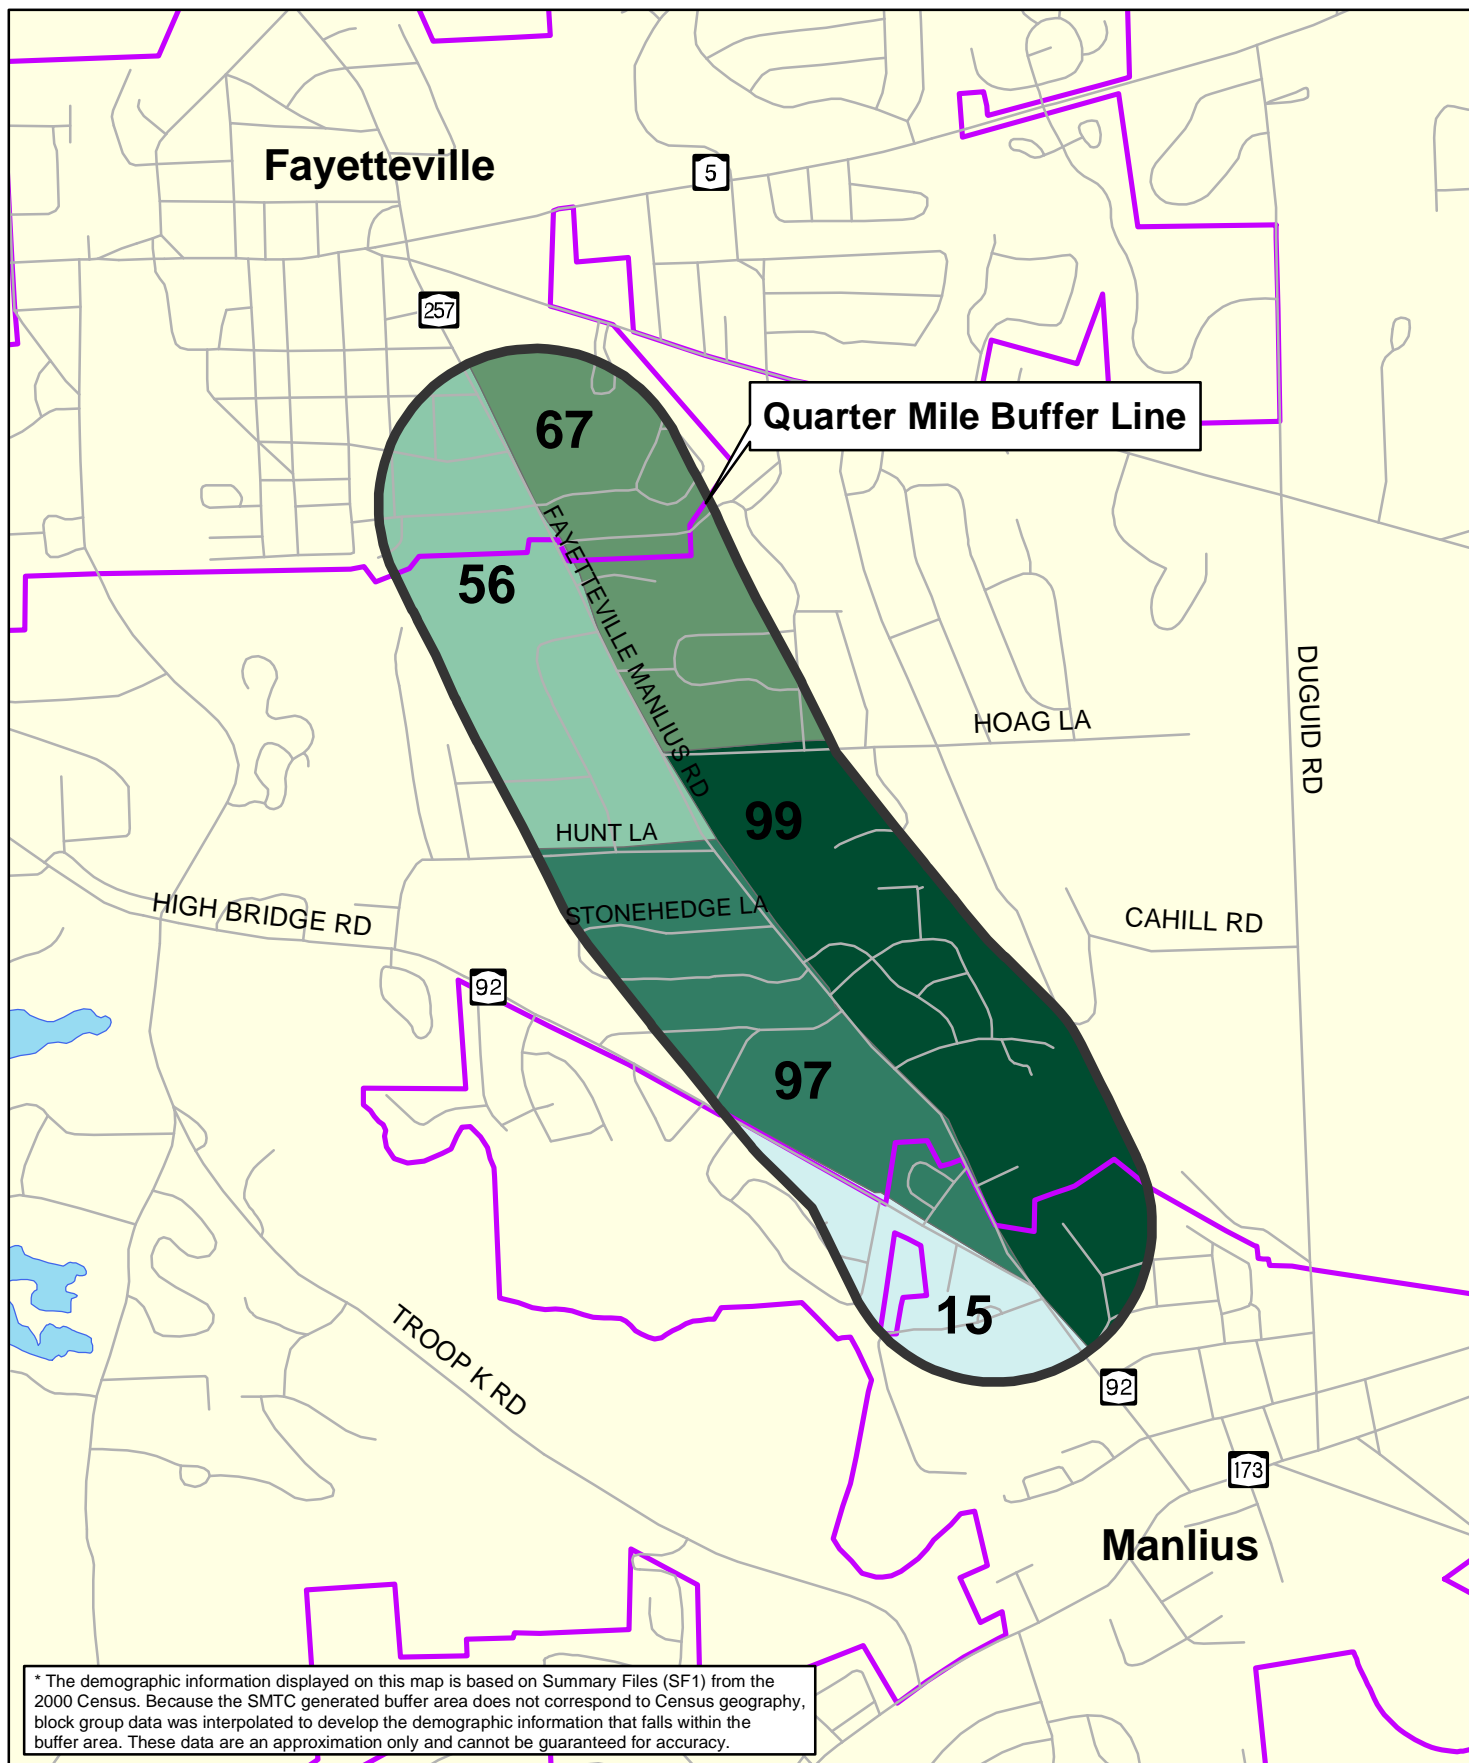 Fayetteville
5
257
67
Quarter Mile Buffer Line
56
FAYETTEVILLE MANLIUS RD
DUGUID RD
HOAG LA
99
HUNT LA
STONEHEDGE LA
HIGH BRIDGE RD
CAHILL RD
92
97
15
TROOP K RD
92
173
Manlius
* The demographic information displayed on this map is based on Summary Files (SF1) from the
2000 Census. Because the SMTC generated buffer area does not correspond to Census geography,
block group data was interpolated to develop the demographic information that falls within the
buffer area. These data are an approximation only and cannot be guaranteed for accuracy.